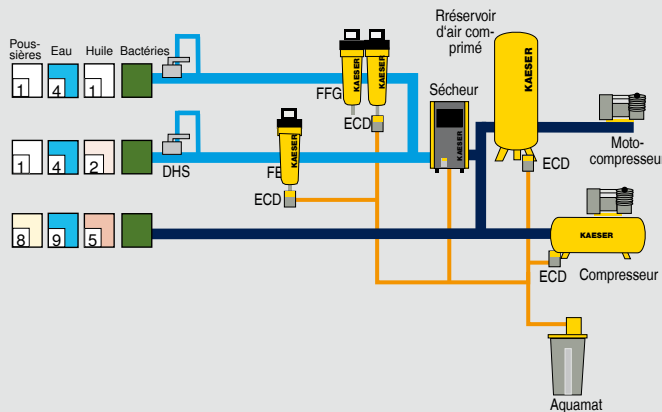 Pous-
sières Eau Huile Bactéries
1 4 1
1 4 2
8 9 5
DHS
FFG
KAESER
KAESER
ECD
KAESER
ECD
Sécheur
KAESER
Rréservoir
d'air com-
primé
KAESER
ECD
Moto-
compresseur
KAESER
ECD
Compresseur
Aquamat